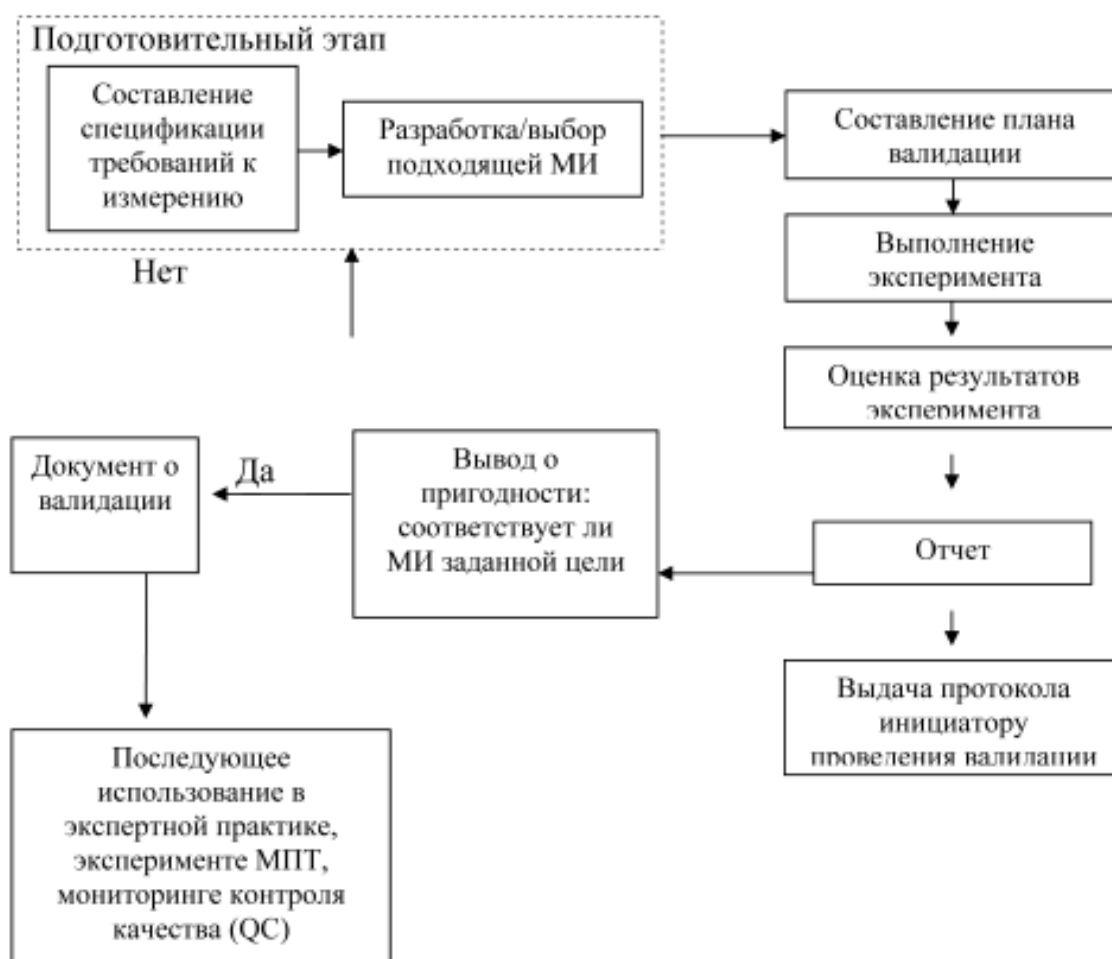 Подготовительный этап
Составление
спецификации
требований к
измерению
Разработка/выбор
подходящей МИ
Составление плана
валидации
Нет
Выполнение
эксперимента
Оценка результатов
эксперимента
Документ о
валидации
Да
Вывод о
пригодности:
соответствует ли
МИ заданной цели
Отчет
Выдача протокола
инициатору
проведения валидации
Последующее
использование в
экспертной практике,
эксперименте МПТ,
мониторинге контроля
качества (QC)